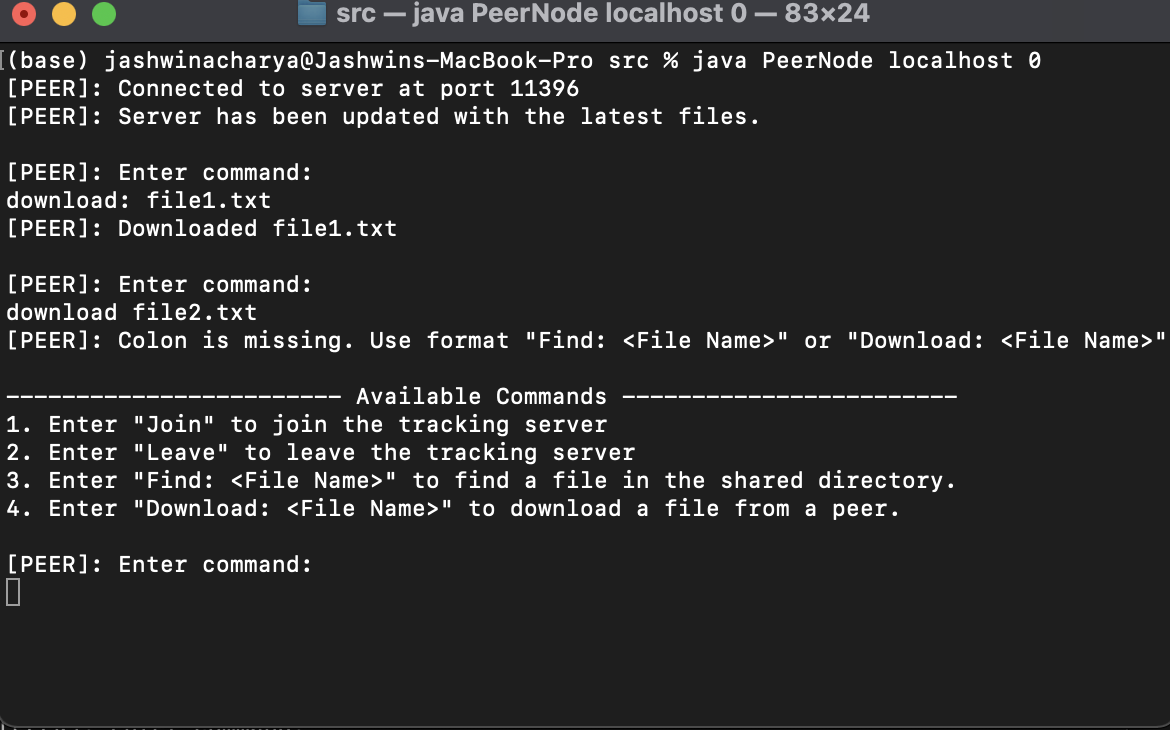 src — java PeerNode localhost 0 — 83×24
[(base) jashwinacharya@Jashwins-MacBook-Pro src % java PeerNode localhost 0
[PEER]: Connected to server at port 11396
[PEER]: Server has been updated with the latest files.
[PEER]: Enter command:
download: file1.txt
[PEER]: Downloaded file1.txt
[PEER]: Enter command:
download file2.txt
[PEER]: Colon is missing. Use format "Find: <File Name>" or "Download: <File Name>"
------------------------ Available Commands ------------------------
1. Enter "Join" to join the tracking server
2. Enter "Leave" to leave the tracking server
3. Enter "Find: <File Name>" to find a file in the shared directory.
4. Enter "Download: <File Name>" to download a file from a peer.
[PEER]: Enter command: